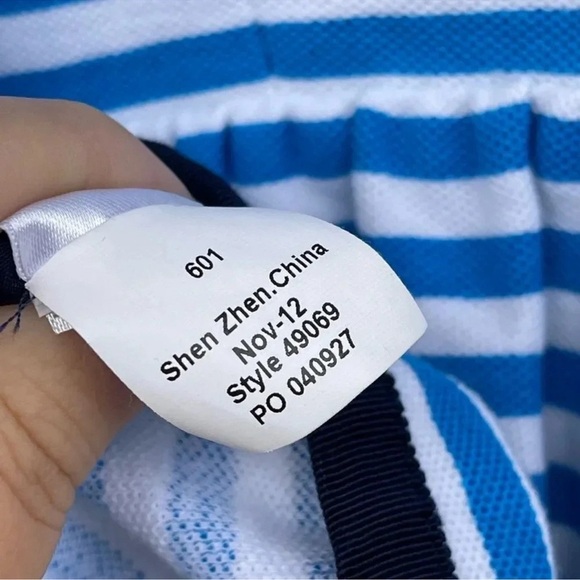 601
Shen Zhen.China
Nov-12
Style 49069
PO 040927